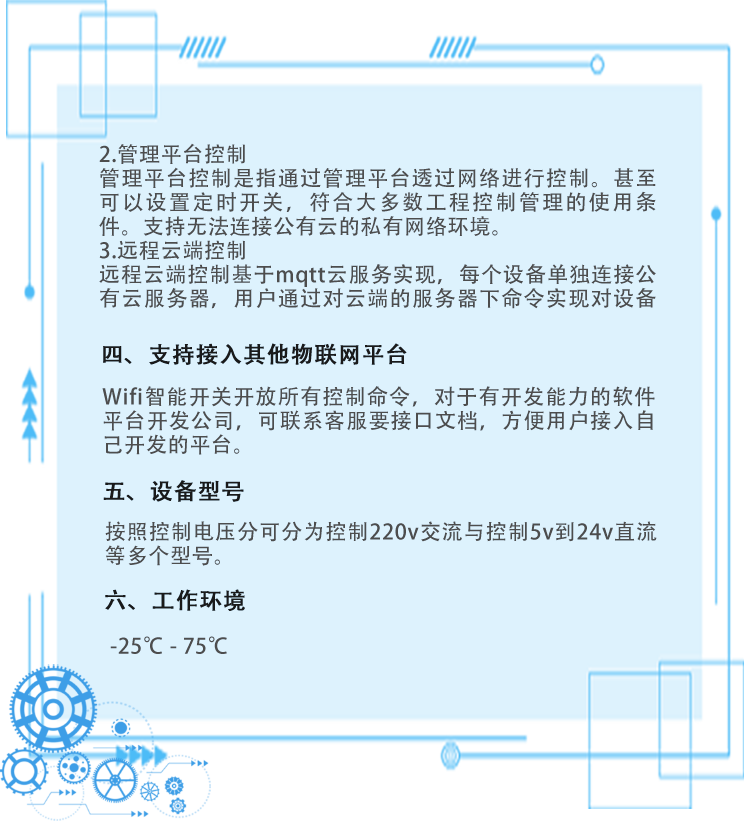 2.管理平台控制
管理平台控制是指通过管理平台透过网络进行控制。甚至
可以设置定时开关，符合大多数工程控制管理的使用条
件。支持无法连接公有云的私有网络环境。
3.远程云端控制
远程云端控制基于mqtt云服务实现，每个设备单独连接公
有云服务器，用户通过对云端的服务器下命令实现对设备
四、支持接入其他物联网平台
Wifi智能开关开放所有控制命令，对于有开发能力的软件
平台开发公司，可联系客服要接口文档，方便用户接入自
己开发的平台。
五、设备型号
按照控制电压分可分为控制220v交流与控制5v到24v直流
等多个型号。
六、工作环境
-25℃ - 75℃